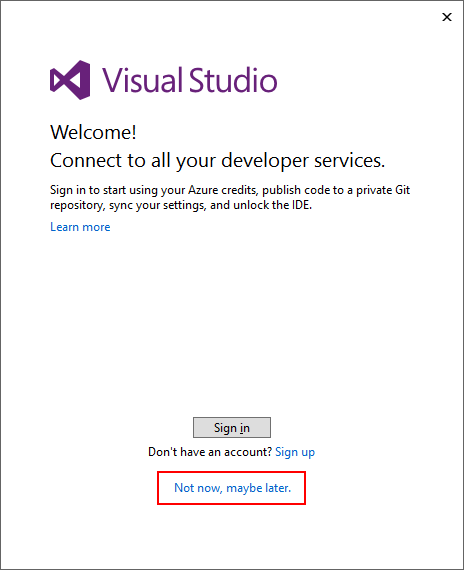 Visual Studio
Welcome!
Connect to all your developer services.
Sign in to start using your Azure credits, publish code to a private Git
repository, sync your settings, and unlock the IDE.
Learn more
Sign in
Don't have an account? Sign up
Not now, maybe later.